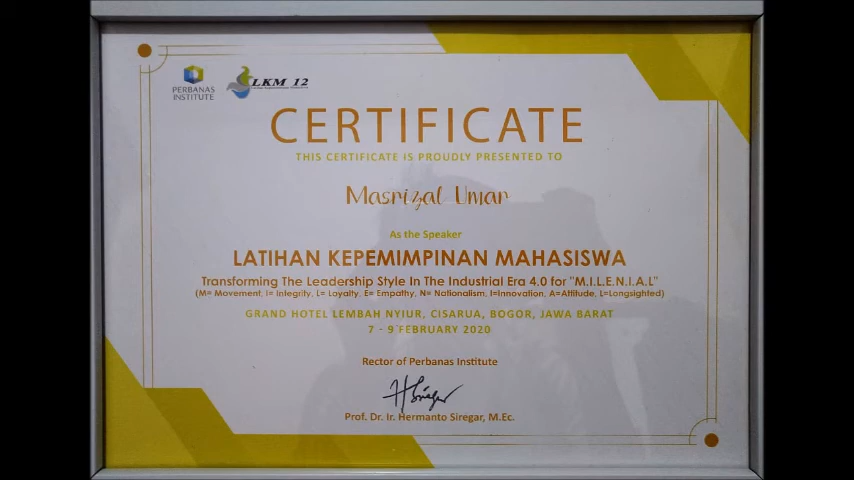 PERBANAS
INSTITUTE
LKM 12
CERTIFICATE
THIS CERTIFICATE IS PROUDLY PRESENTED TO
Masrizal Umar
As the Speaker
LATIHAN KEPEMIMPINAN MAHASISWA
Transforming The Leadership Style In The Industrial Era 4.0 for "M.I.L.E.N.I.A.L"
(M= Movement, I= Integrity, L= Loyalty, E= Empathy, N= Nationalism, I=Innovation, A=Attitude, L=Longsighted)
GRAND HOTEL LEMBAH NYIUR, CISARUA, BOGOR, JAWA BARAT
7 - 9 FEBRUARY 2020
Rector of Perbanas Institute
Prof. Dr. Ir. Hermanto Siregar, M.Ec.